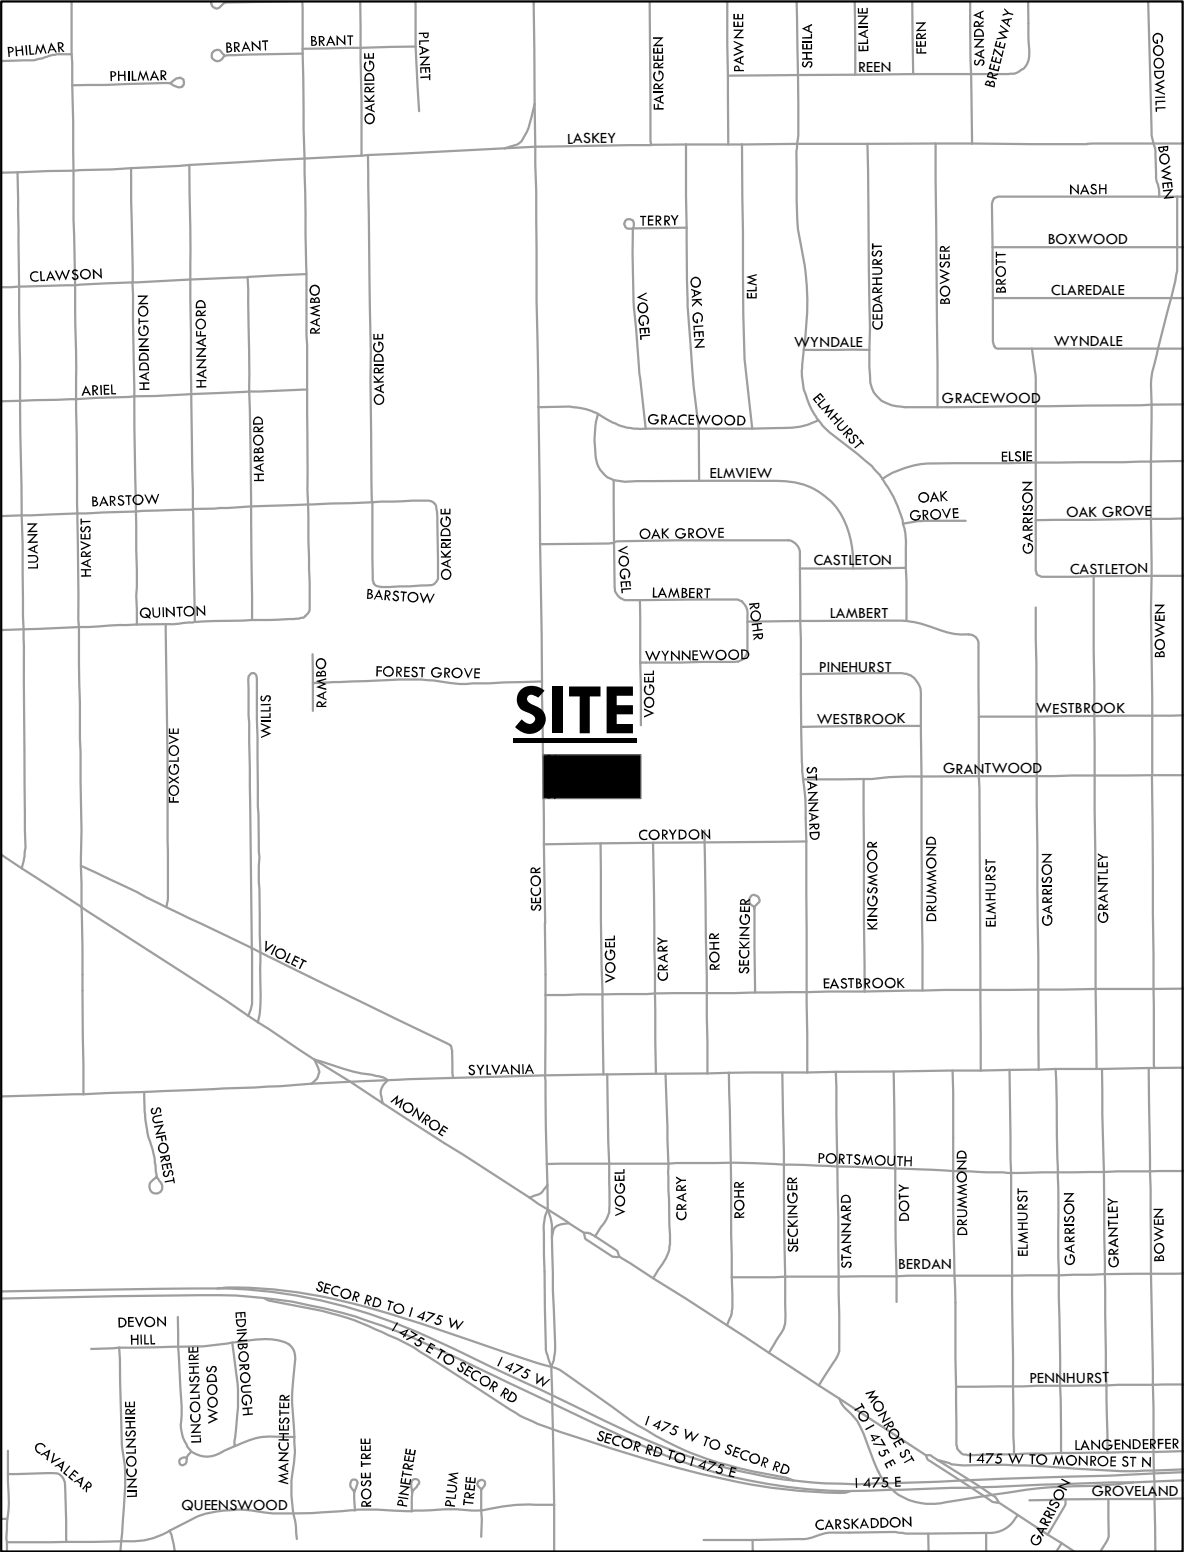 PHILMAR
BRANT
BRANT
PLANET
OAKRIDGE
PHILMAR
FAIRGREEN
PAWNEE
SHEILA
ELAINE
FERN
SANDRA
BREEZEWAY
REEN
GOODWILL
LASKEY
BOWEN
NASH
BOXWOOD
BROTT
CLAREDALE
WYNDALE
TERRY
CLAWSON
HADDINGTON
HANNAFORD
RAMBO
OAKRIDGE
VOGEL
OAK GLEN
ELM
CEDARHURST
BOWSER
WYNDALE
ARIEL
HARBORD
GRACEWOOD
ELMHURST
GRACEWOOD
ELSIE
ELMVIEW
BARSTOW
LUANN
HARVEST
OAKRIDGE
BARSTOW
QUINTON
OAK
GROVE
GARRISON
OAK GROVE
OAK GROVE
VOGEL
CASTLETON
CASTLETON
LAMBERT
ROHR
LAMBERT
BOWEN
WYNNEWOOD
VOGEL
PINEHURST
WESTBROOK
WESTBROOK
FOREST GROVE
RAMBO
WILLIS
FOXGLOVE
SITE
GRANTWOOD
STANNARD
CORYDON
SECOR
KINGSMOOR
DRUMMOND
ELMHURST
GARRISON
GRANTLEY
VOGEL
CRARY
ROHR
SECKINGER
VIOLET
EASTBROOK
SYLVANIA
MONROE
SUNFOREST
PORTSMOUTH
VOGEL
CRARY
ROHR
SECKINGER
STANNARD
DOTY
DRUMMOND
ELMHURST
GARRISON
GRANTLEY
BOWEN
BERDAN
SECOR RD TO I 475 W
I 475 E TO SECOR RD
I 475 W
DEVON
HILL
LINCOLNSHIRE
WOODS
EDINBOROUGH
LINCOLNSHIRE
MANCHESTER
CAVALEAR
ROSE TREE
PINETREE
PLUM
TREE
QUEENSWOOD
I 475 W TO SECOR RD
SECOR RD TO I 475 E
MONROE ST
TO I 475 E
PENNHURST
LANGENDERFER
I 475 W TO MONROE ST N
I 475 E
GROVELAND
GARRISON
CARSKADDON